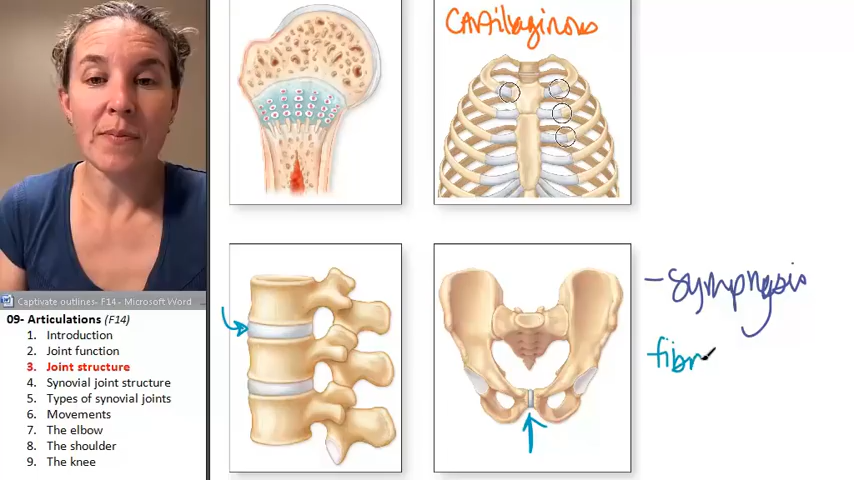 CArtilaginous
- Symphysis
fibr
Captivate outlines- F14 - Microsoft Word
09- Articulations (F14)
1. Introduction
2. Joint function
3. Joint structure
4. Synovial joint structure
5. Types of synovial joints
6. Movements
7. The elbow
8. The shoulder
9. The knee